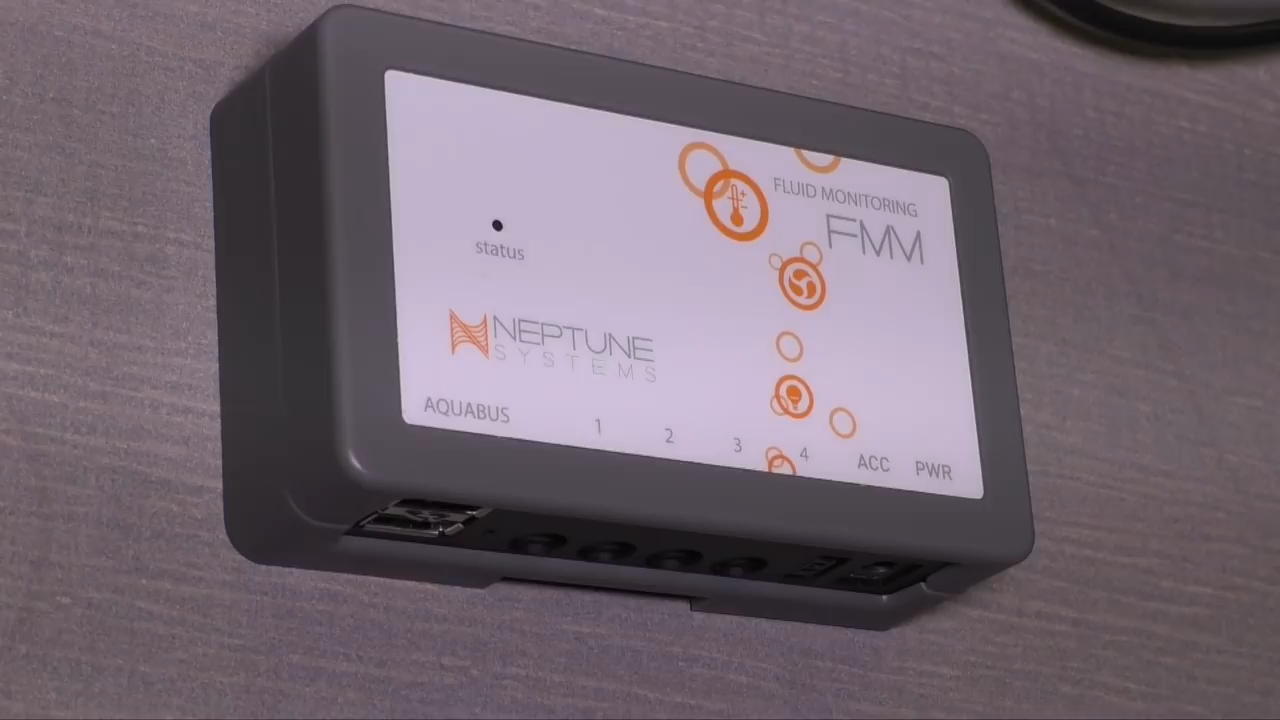 FLUID MONITORING
FMM
status
NEPTUNE
SYSTEMS
AQUABUS 1 2 3 4 ACC PWR